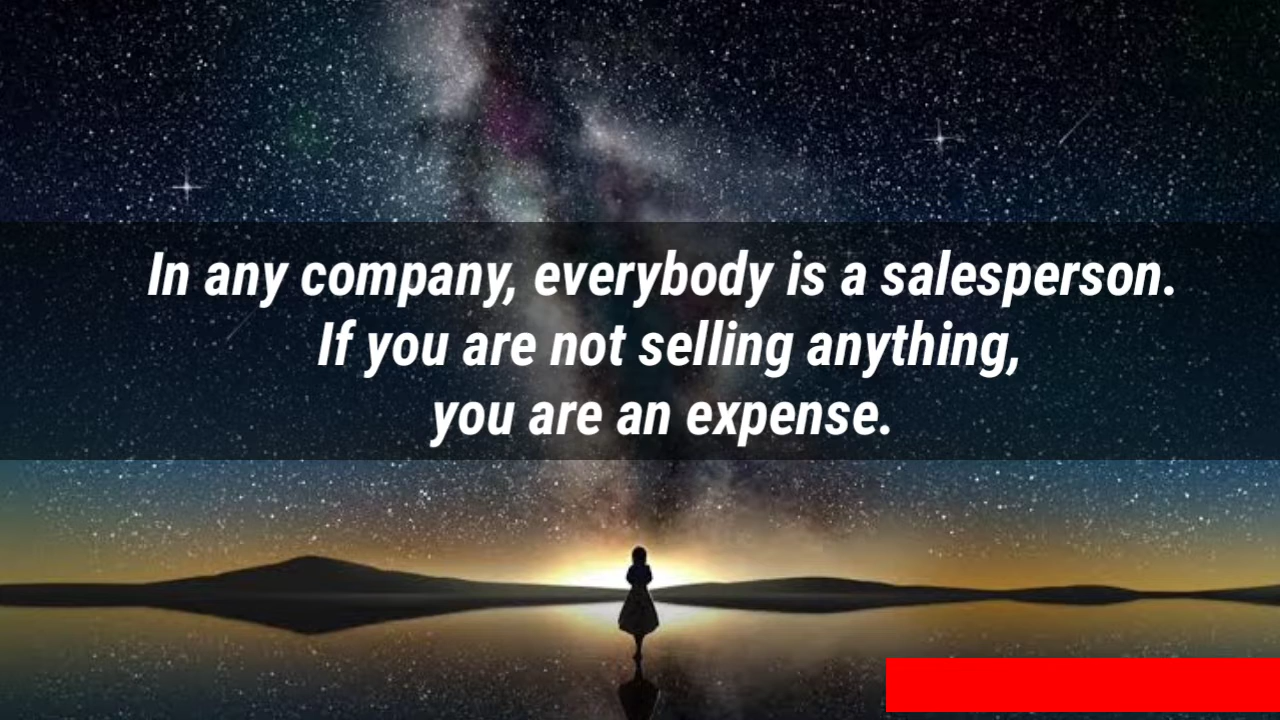 In any company, everybody is a salesperson.
If you are not selling anything,
you are an expense.